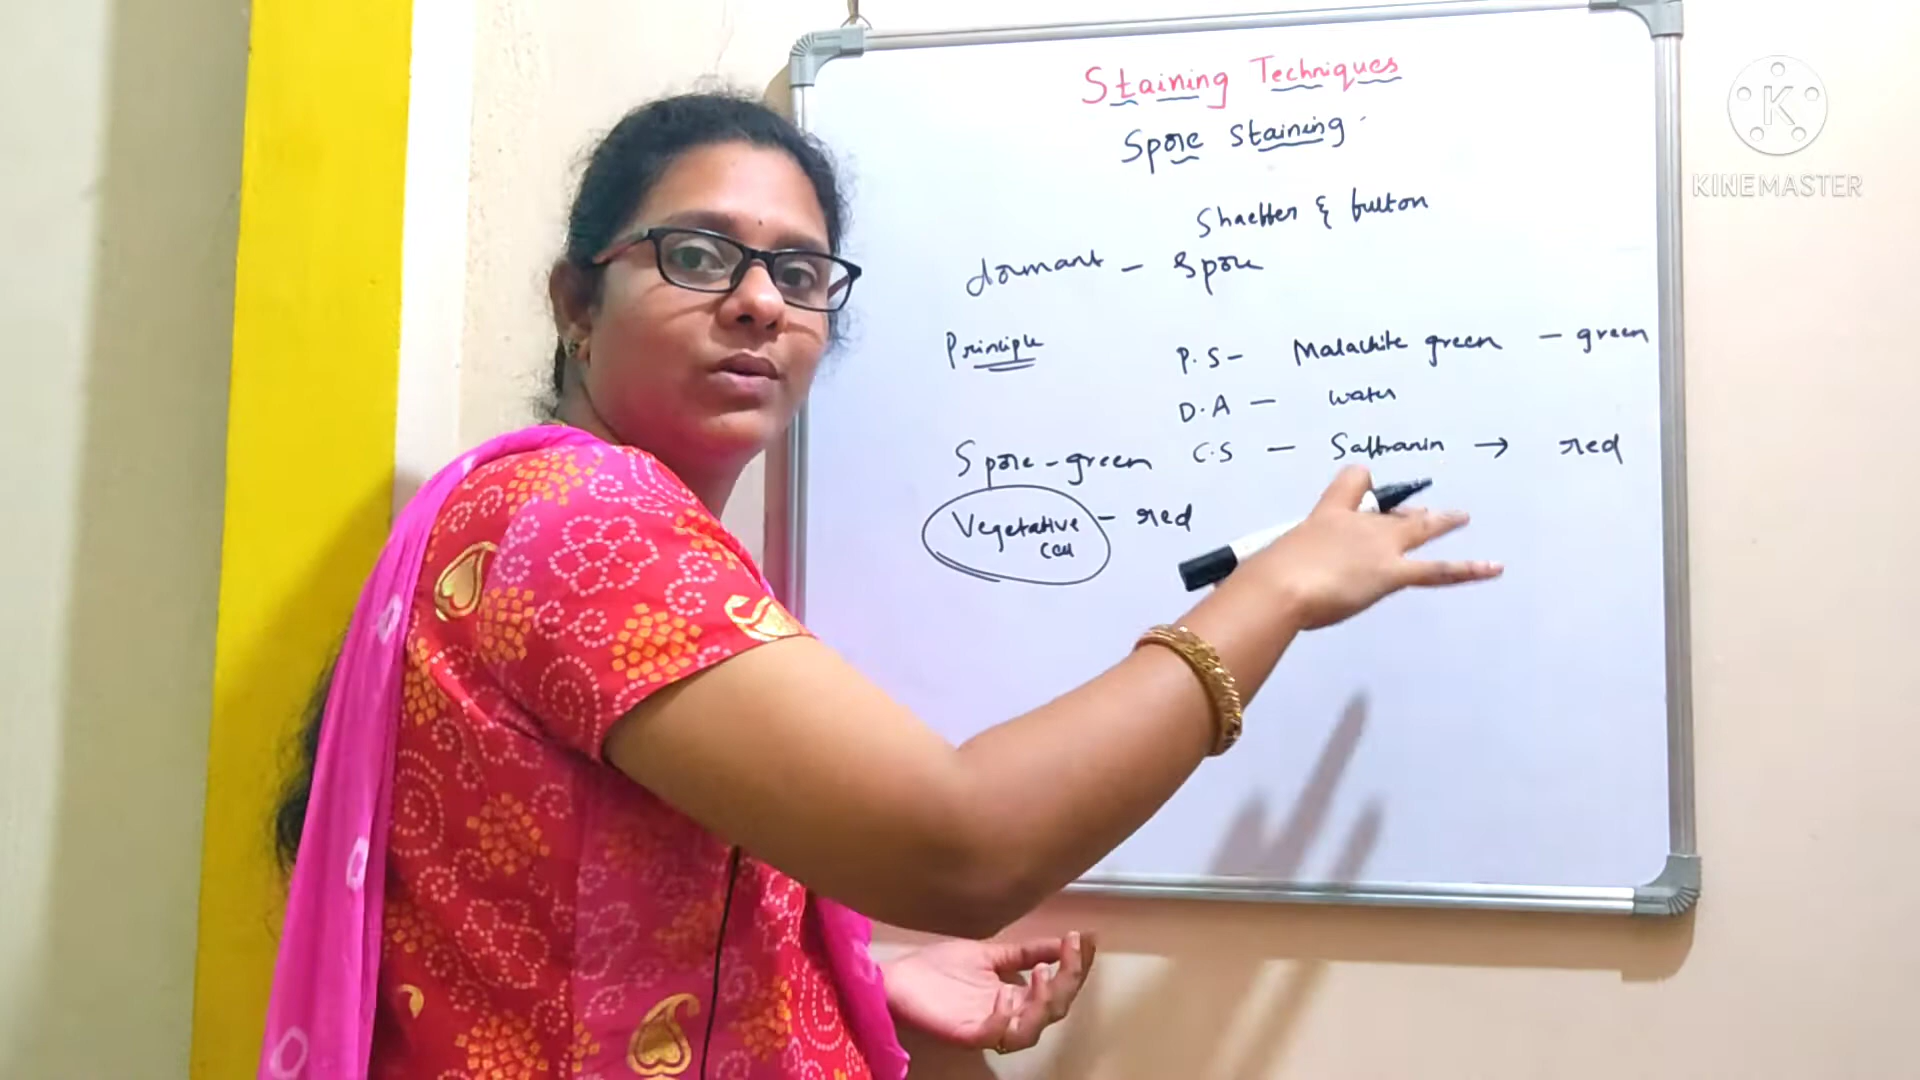 Staining Techniques
Spore staining
Shaeffer & fulton
dormant - Spore
Principle
P.S- Malachite green - green
D.A - water
Spore-green C.S - Saffranin → red
Vegetative cell - red
K
KINEMASTER